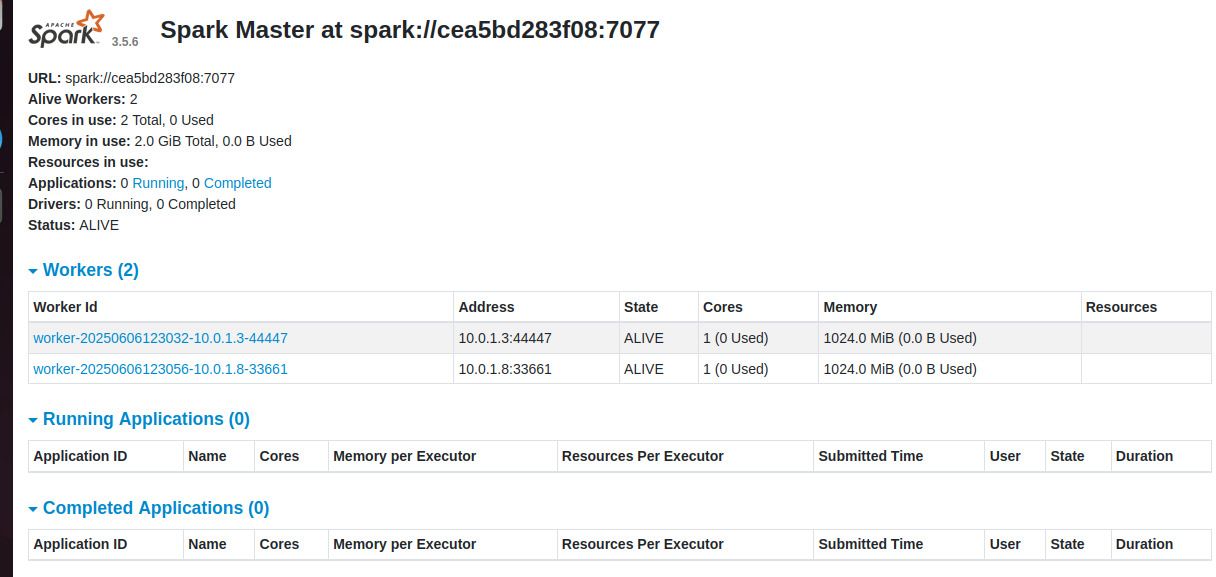 APACHE
Spark 3.5.6 Spark Master at spark://cea5bd283f08:7077
URL: spark://cea5bd283f08:7077
Alive Workers: 2
Cores in use: 2 Total, 0 Used
Memory in use: 2.0 GiB Total, 0.0 B Used
Resources in use:
Applications: 0 Running, 0 Completed
Drivers: 0 Running, 0 Completed
Status: ALIVE
Workers (2)
Worker Id Address State Cores Memory Resources
worker-20250606123032-10.0.1.3-44447 10.0.1.3:44447 ALIVE 1 (0 Used) 1024.0 MiB (0.0 B Used)
worker-20250606123056-10.0.1.8-33661 10.0.1.8:33661 ALIVE 1 (0 Used) 1024.0 MiB (0.0 B Used)
Running Applications (0)
Application ID Name Cores Memory per Executor Resources Per Executor Submitted Time User State Duration
Completed Applications (0)
Application ID Name Cores Memory per Executor Resources Per Executor Submitted Time User State Duration